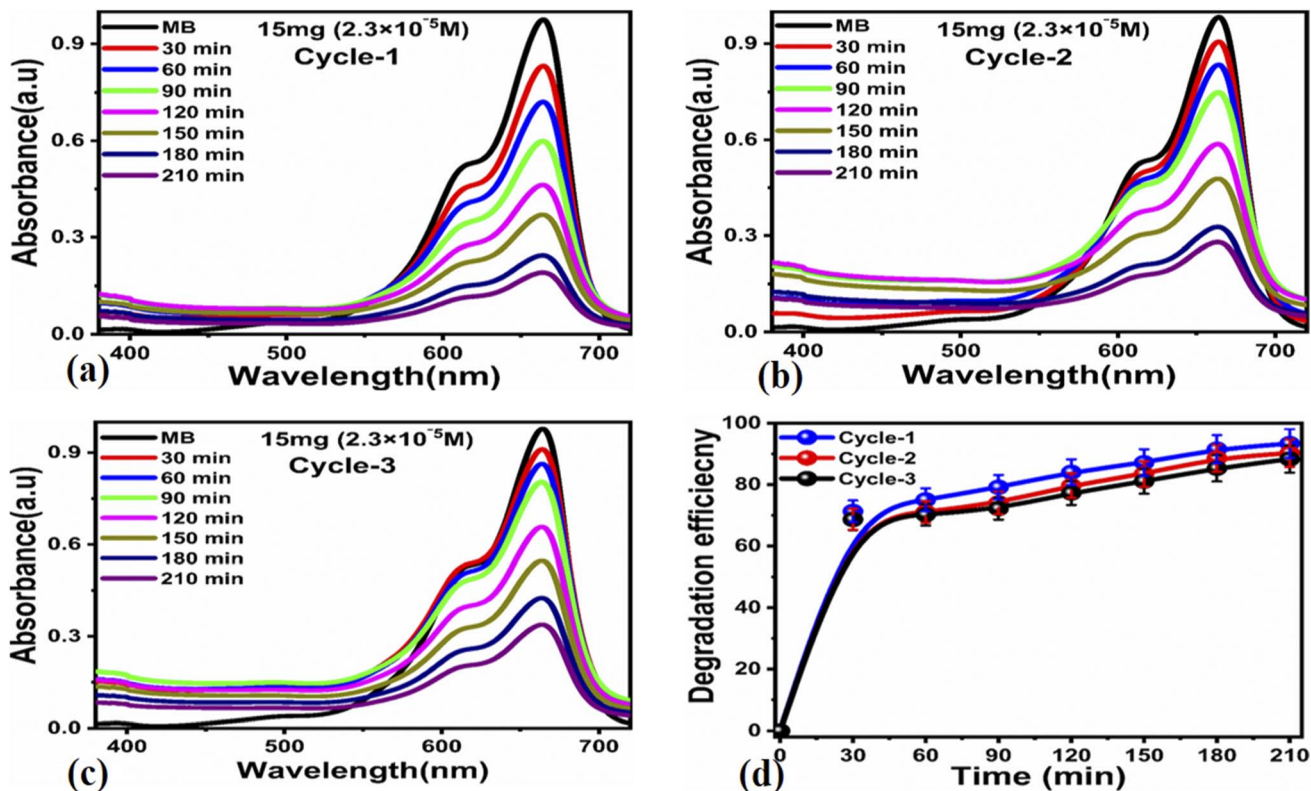 15mg (2.3×10⁻⁵M)
Cycle-1
MB
30 min
60 min
90 min
120 min
150 min
180 min
210 min
Absorbance(a.u)
0.9
0.6
0.3
0.0
400 500 600 700
Wavelength(nm)
(a)
15mg (2.3×10⁻⁵M)
Cycle-2
MB
30 min
60 min
90 min
120 min
150 min
180 min
210 min
Absorbance(a.u)
0.9
0.6
0.3
0.0
400 500 600 700
Wavelength(nm)
(b)
15mg (2.3×10⁻⁵M)
Cycle-3
MB
30 min
60 min
90 min
120 min
150 min
180 min
210 min
Absorbance(a.u)
0.9
0.6
0.3
0.0
400 500 600 700
Wavelength(nm)
(c)
Cycle-1
Cycle-2
Cycle-3
Degradation efficiecny
100
80
60
40
20
0
0 30 60 90 120 150 180 210
Time (min)
(d)